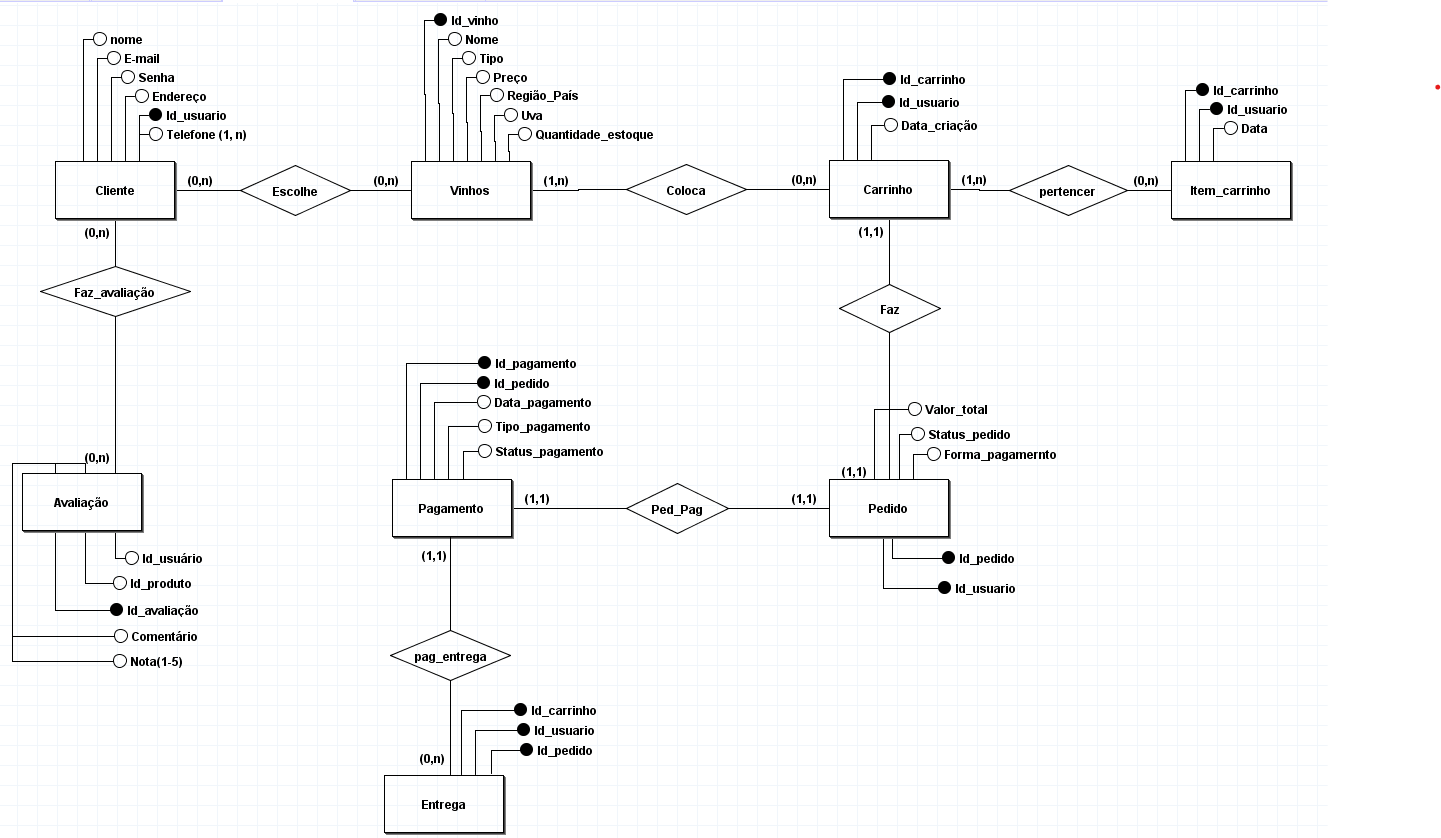 nome
E-mail
Senha
Endereço
Id_usuario
Telefone (1, n)
Cliente
(0,n)
Escolhe
(0,n)
Id_vinho
Nome
Tipo
Preço
Região_País
Uva
Quantidade_estoque
Vinhos
(1,n)
Coloca
(0,n)
Id_carrinho
Id_usuario
Data_criação
Carrinho
(1,n)
pertencer
(0,n)
Id_carrinho
Id_usuario
Data
Item_carrinho
(0,n)
Faz_avaliação
(0,n)
Avaliação
Id_usuário
Id_produto
Id_avaliação
Comentário
Nota(1-5)
(1,1)
Faz
Valor_total
Status_pedido
Forma_pagamernto
(1,1)
Pedido
Id_pedido
Id_usuario
(1,1)
Ped_Pag
(1,1)
Id_pagamento
Id_pedido
Data_pagamento
Tipo_pagamento
Status_pagamento
Pagamento
(1,1)
pag_entrega
(0,n)
Id_carrinho
Id_usuario
Id_pedido
Entrega